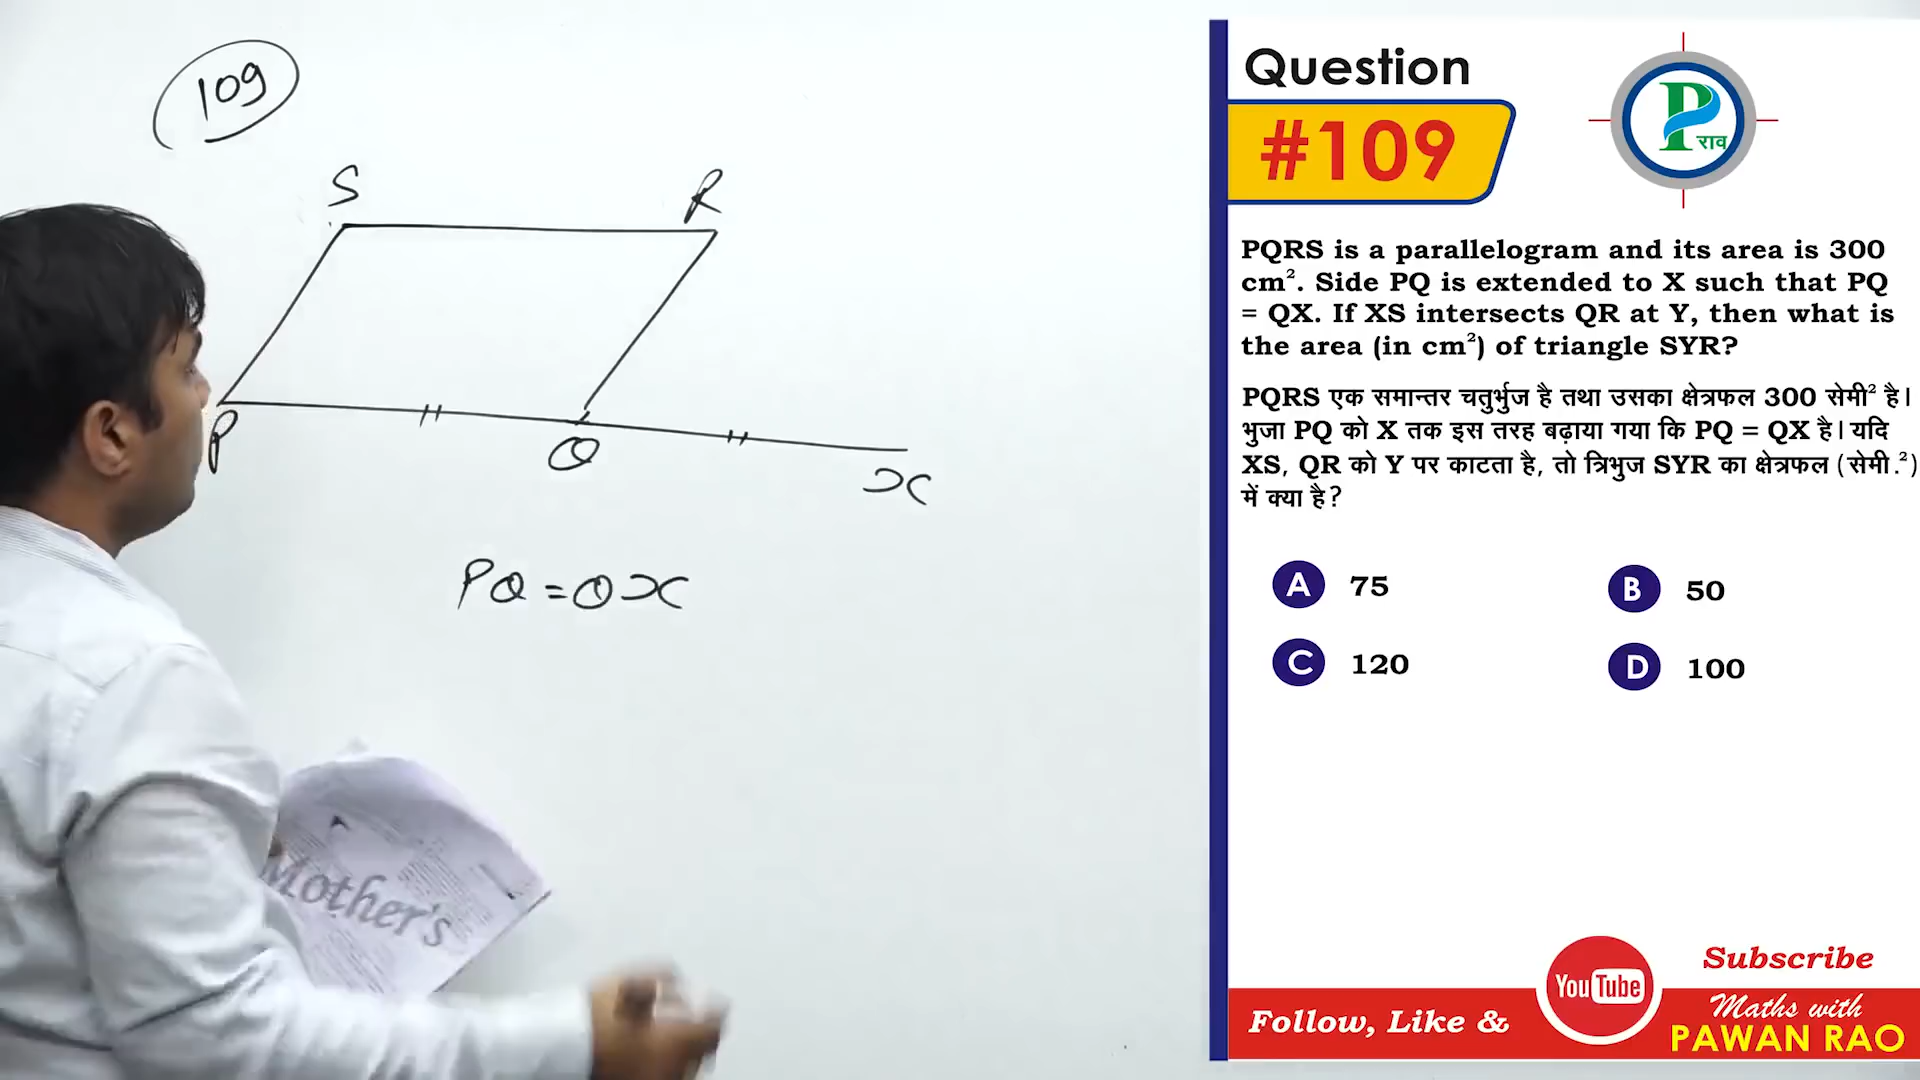 109
S
R
P
Q
x
PQ = Qx
Mother's
Question
#109
P
राव
PQRS is a parallelogram and its area is 300
cm². Side PQ is extended to X such that PQ
= QX. If XS intersects QR at Y, then what is
the area (in cm²) of triangle SYR?
PQRS एक समान्तर चतुर्भुज है तथा उसका क्षेत्रफल 300 सेमी² है।
भुजा PQ को X तक इस तरह बढ़ाया गया कि PQ = QX है। यदि
XS, QR को Y पर काटता है, तो त्रिभुज SYR का क्षेत्रफल (सेमी.²)
में क्या है?
A 75
B 50
C 120
D 100
Follow, Like &
YouTube
Subscribe
Maths with
PAWAN RAO